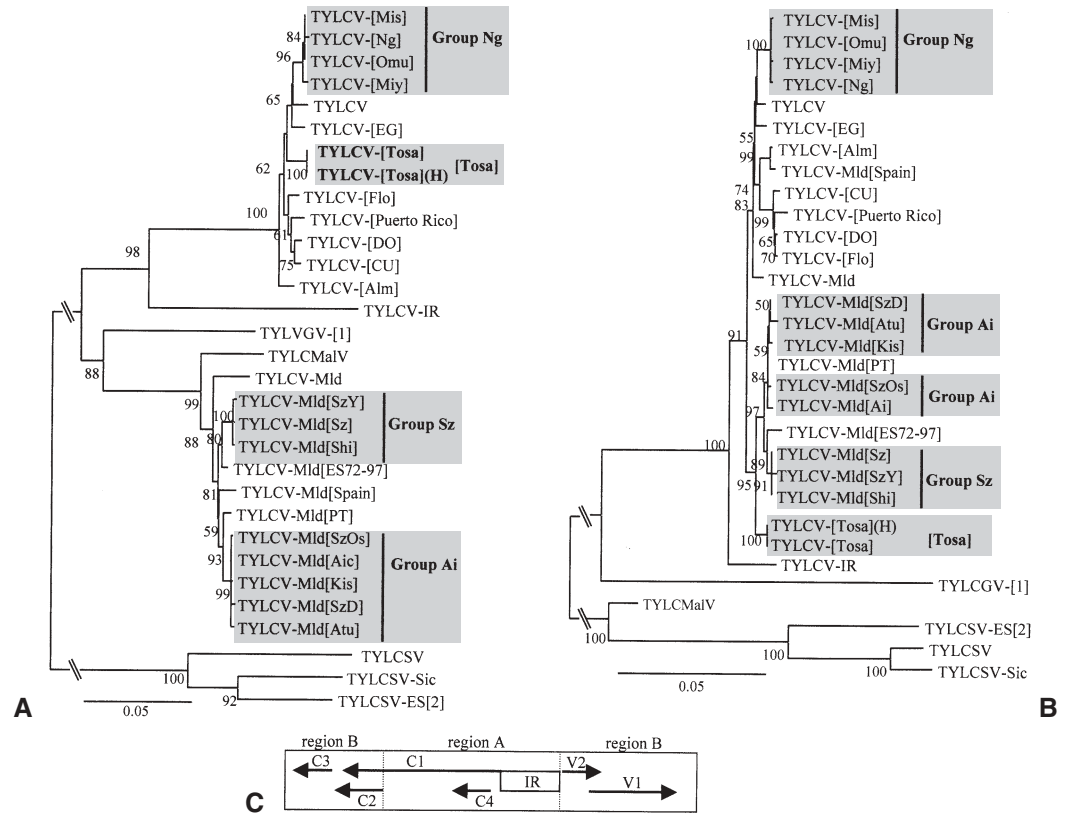 TYLCV-[Mis]
84
TYLCV-[Ng]
Group Ng
96
TYLCV-[Omu]
TYLCV-[Miy]
65
TYLCV
TYLCV-[EG]
TYLCV-[Tosa]
62
100
TYLCV-[Tosa](H)
[Tosa]
TYLCV-[Flo]
100
TYLCV-[Puerto Rico]
61
TYLCV-[DO]
98
75
TYLCV-[CU]
TYLCV-[Alm]
TYLCV-IR
TYLVGV-[1]
88
TYLCMalV
TYLCV-Mld
99
TYLCV-Mld[SzY]
100
TYLCV-Mld[Sz]
Group Sz
88
80
TYLCV-Mld[Shi]
TYLCV-Mld[ES72-97]
81
TYLCV-Mld[Spain]
TYLCV-Mld[PT]
59
TYLCV-Mld[SzOs]
93
TYLCV-Mld[Aic]
Group Ai
TYLCV-Mld[Kis]
99
TYLCV-Mld[SzD]
TYLCV-Mld[Atu]
TYLCSV
100
TYLCSV-Sic
92
TYLCSV-ES[2]
0.05
A
TYLCV-[Mis]
100
TYLCV-[Omu]
Group Ng
TYLCV-[Miy]
TYLCV-[Ng]
TYLCV
TYLCV-[EG]
55
TYLCV-[Alm]
99
TYLCV-Mld[Spain]
74
TYLCV-[CU]
83
99
TYLCV-[Puerto Rico]
65
TYLCV-[DO]
70
TYLCV-[Flo]
TYLCV-Mld
50
TYLCV-Mld[SzD]
TYLCV-Mld[Atu]
Group Ai
91
59
TYLCV-Mld[Kis]
TYLCV-Mld[PT]
84
TYLCV-Mld[SzOs]
Group Ai
97
TYLCV-Mld[Ai]
TYLCV-Mld[ES72-97]
100
89
TYLCV-Mld[Sz]
95
91
TYLCV-Mld[SzY]
Group Sz
TYLCV-Mld[Shi]
TYLCV-[Tosa](H)
100
TYLCV-[Tosa]
[Tosa]
TYLCV-IR
TYLCGV-[1]
TYLCMalV
100
TYLCSV-ES[2]
100
TYLCSV
100
TYLCSV-Sic
0.05
B
region B
region A
region B
C3
C1
V2
IR
C2
C4
V1
C